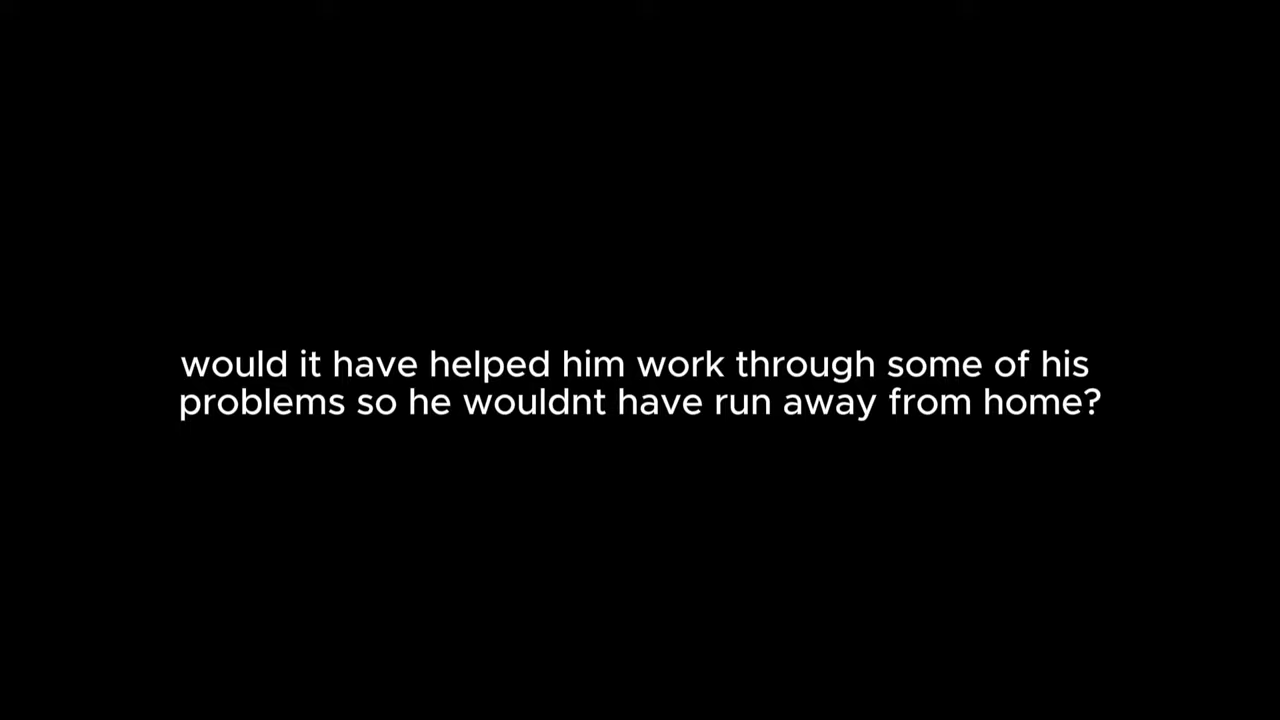 would it have helped him work through some of his
problems so he wouldnt have run away from home?